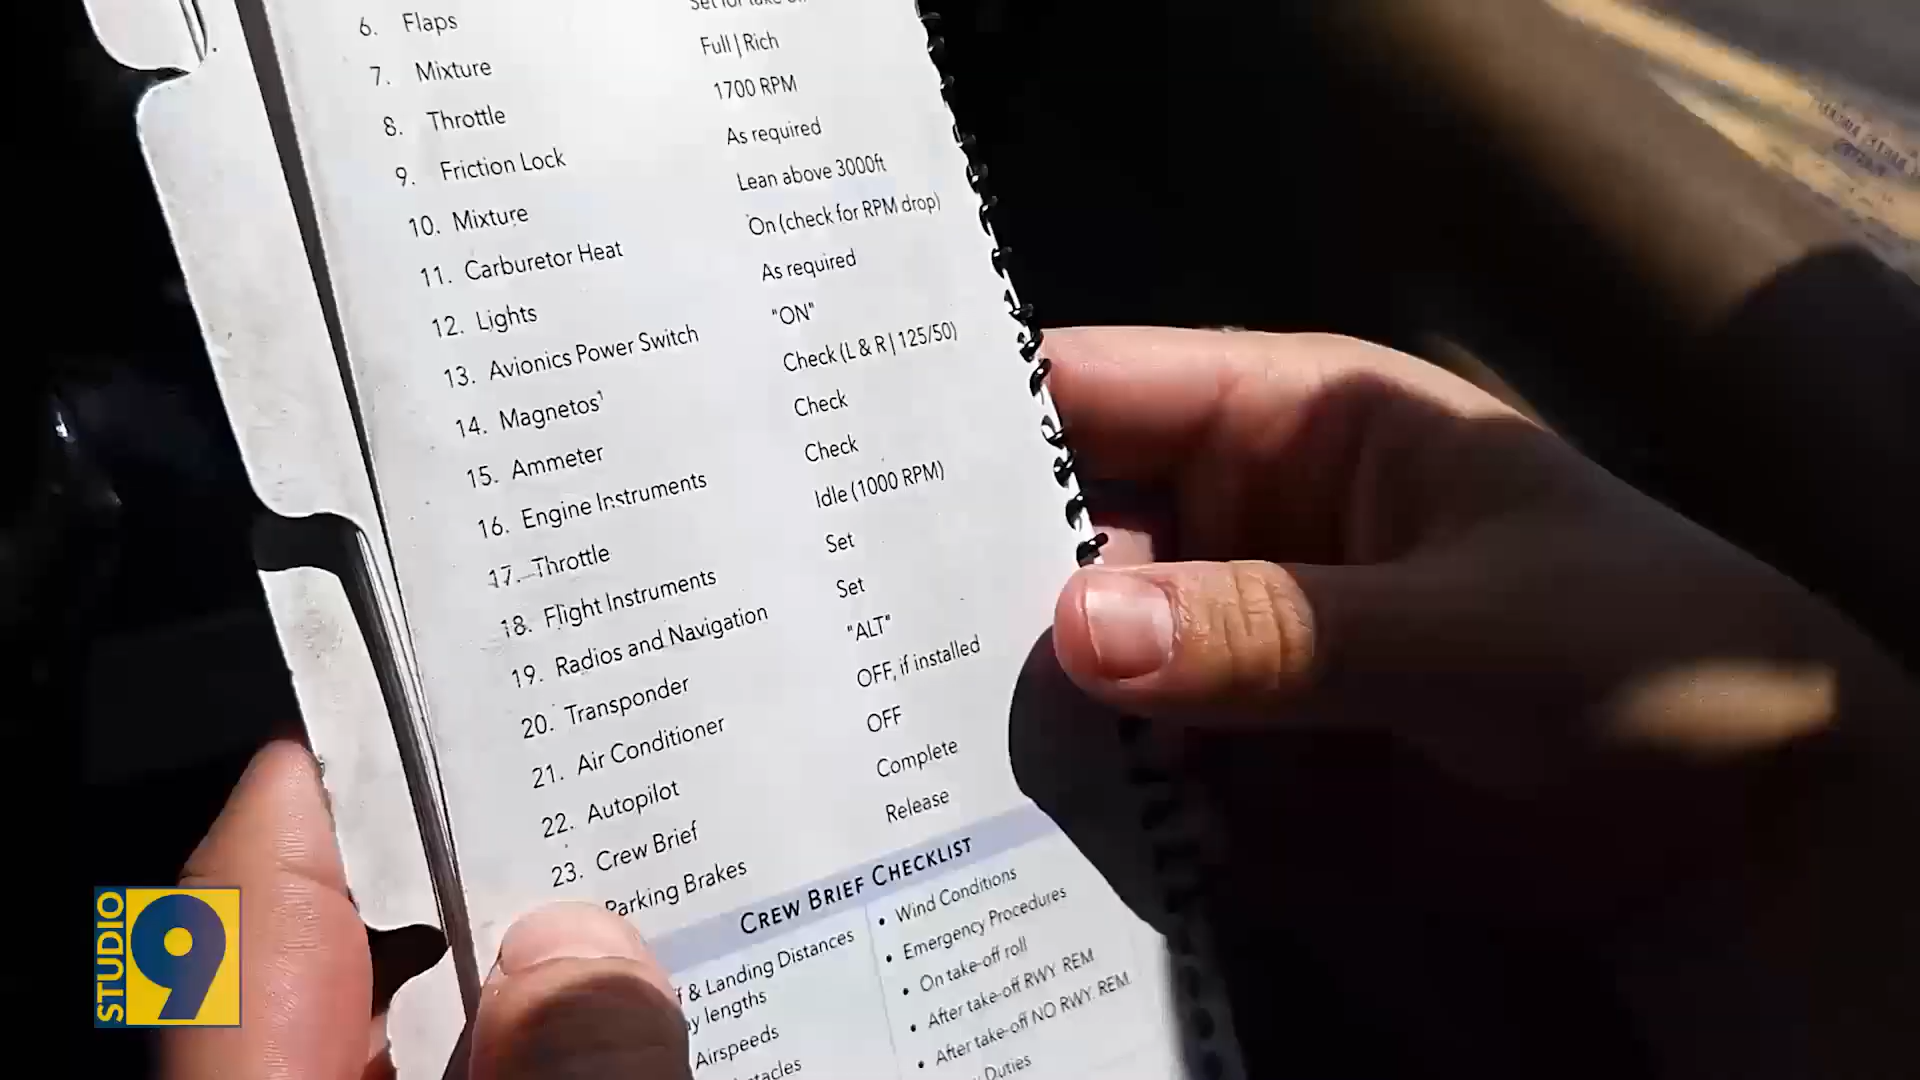 6. Flaps Set for take-off
7. Mixture Full | Rich
8. Throttle 1700 RPM
9. Friction Lock As required
10. Mixture Lean above 3000ft
11. Carburetor Heat On (check for RPM drop)
12. Lights As required
13. Avionics Power Switch "ON"
14. Magnetos¹ Check (L & R | 125/50)
15. Ammeter Check
16. Engine Instruments Check
17. Throttle Idle (1000 RPM)
18. Flight Instruments Set
19. Radios and Navigation Set
20. Transponder "ALT"
21. Air Conditioner OFF, if installed
22. Autopilot OFF
23. Crew Brief Complete
Parking Brakes Release
CREW BRIEF CHECKLIST
& Landing Distances
lengths
Airspeeds
• Wind Conditions
• Emergency Procedures
• On take-off roll
• After take-off RWY. REM
• After take-off NO RWY. REM.
Duties
STUDIO 9